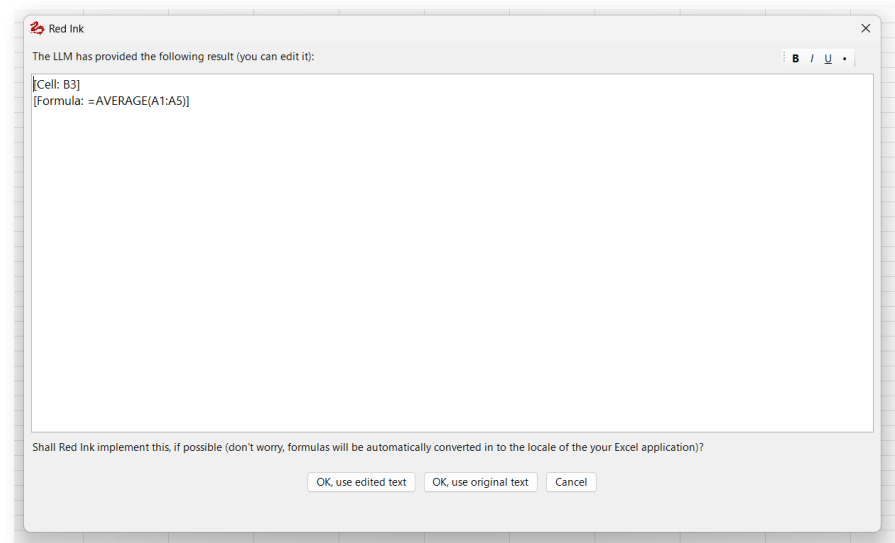 Red Ink
The LLM has provided the following result (you can edit it):
B I U •
[Cell: B3]
[Formula: =AVERAGE(A1:A5)]
Shall Red Ink implement this, if possible (don't worry, formulas will be automatically converted in to the locale of the your Excel application)?
OK, use edited text OK, use original text Cancel